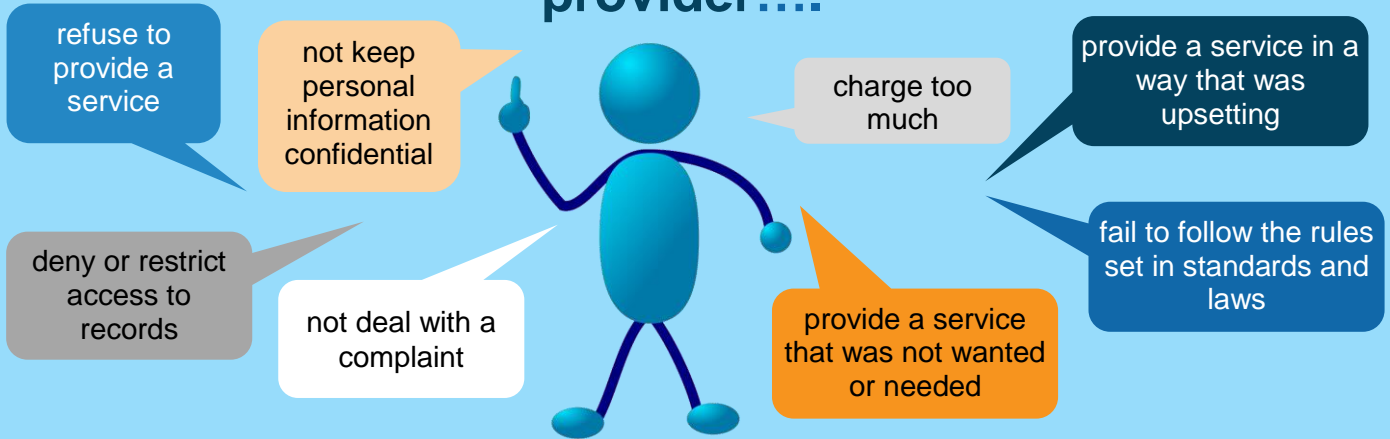 provider….
refuse to
provide a
service
not keep
personal
information
confidential
charge too
much
provide a service in a
way that was
upsetting
deny or restrict
access to
records
not deal with a
complaint
provide a service
that was not wanted
or needed
fail to follow the rules
set in standards and
laws